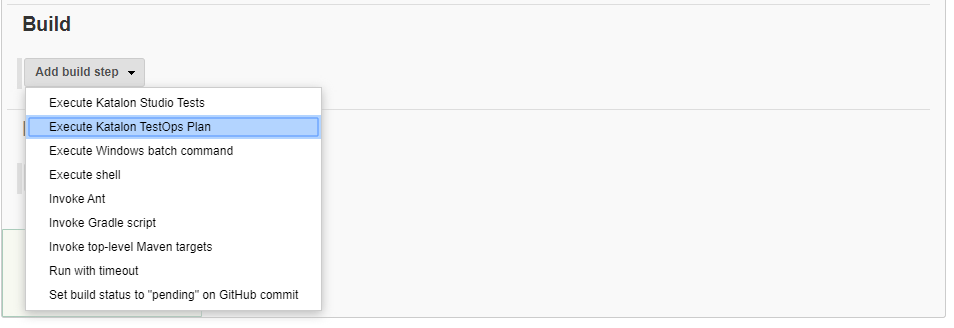 Build
Add build step
Execute Katalon Studio Tests
Execute Katalon TestOps Plan
Execute Windows batch command
Execute shell
Invoke Ant
Invoke Gradle script
Invoke top-level Maven targets
Run with timeout
Set build status to "pending" on GitHub commit